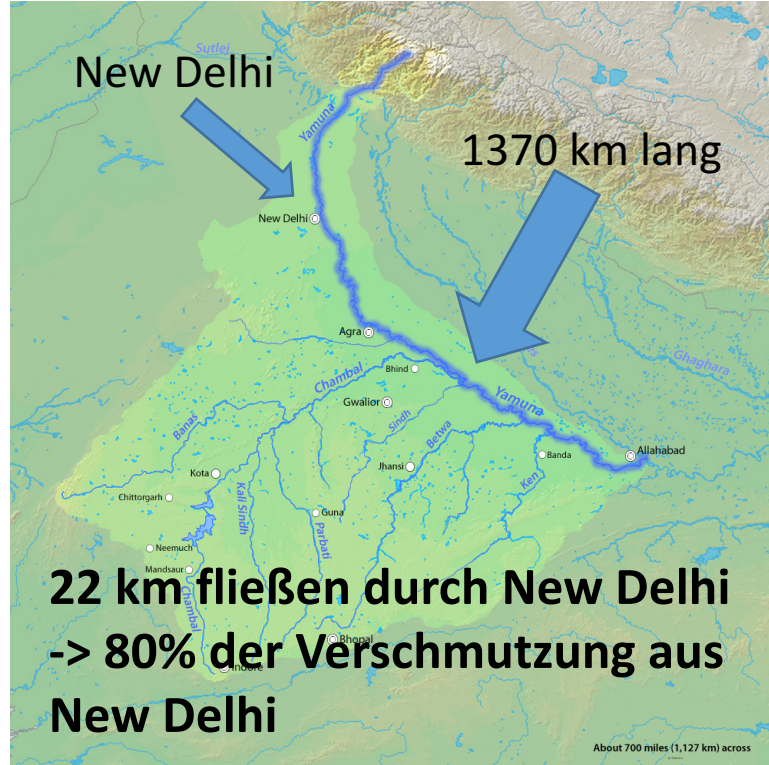 Sutlej
New Delhi
Yamuna
1370 km lang
New Delhi
Agra
Ghaghara
Bhind
Chambal
Yamuna
Gwalior
Banas
Sindh
Betwa
Allahabad
Banda
Jhansi
Kota
Ken
Chittorgarh
Kali Sindh
Guna
Parbati
Neemuch
Mandsaur
Chambal
22 km fließen durch New Delhi
-> 80% der Verschmutzung aus
New Delhi
Bhopal
Indore
About 700 miles (1,127 km) across